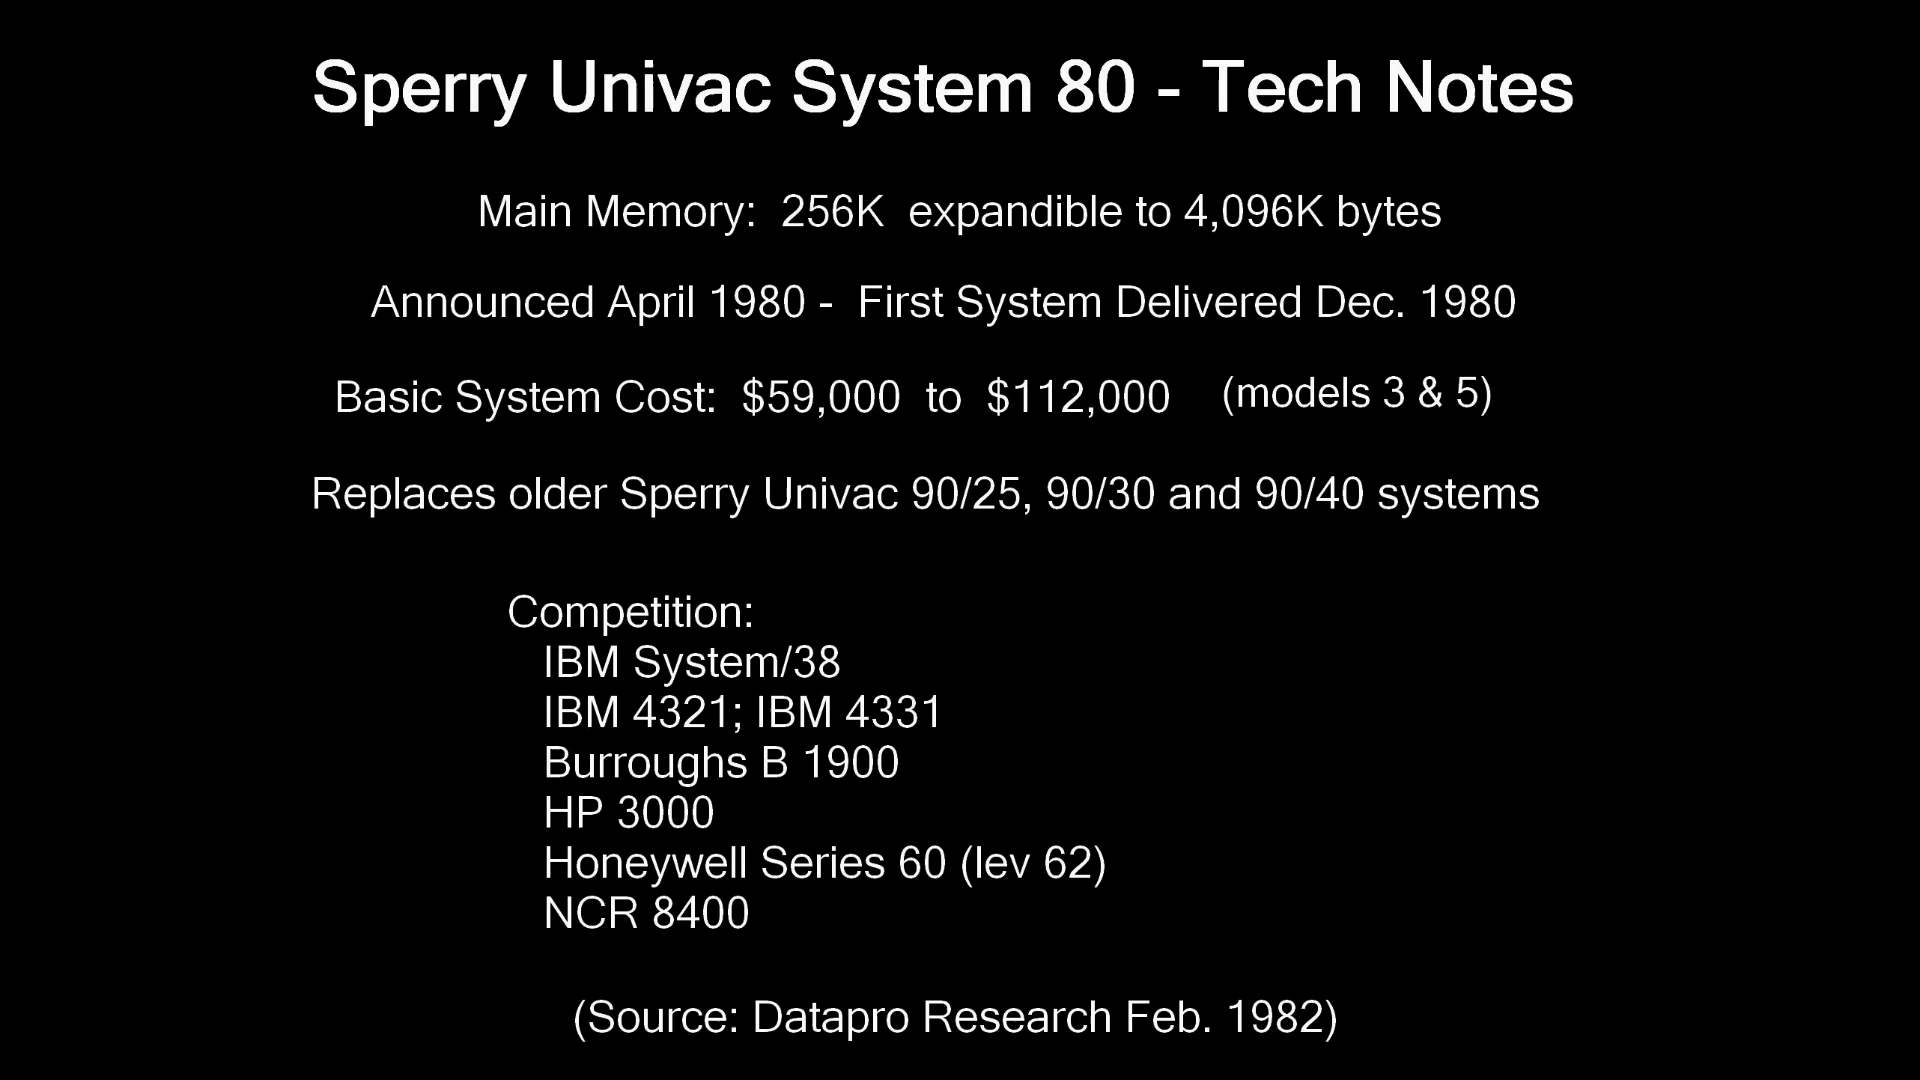 Sperry Univac System 80 - Tech Notes
Main Memory:  256K  expandible to 4,096K bytes
Announced April 1980 -  First System Delivered Dec. 1980
Basic System Cost:  $59,000  to  $112,000    (models 3 & 5)
Replaces older Sperry Univac 90/25, 90/30 and 90/40 systems
Competition:
IBM System/38
IBM 4321; IBM 4331
Burroughs B 1900
HP 3000
Honeywell Series 60 (lev 62)
NCR 8400
(Source: Datapro Research Feb. 1982)